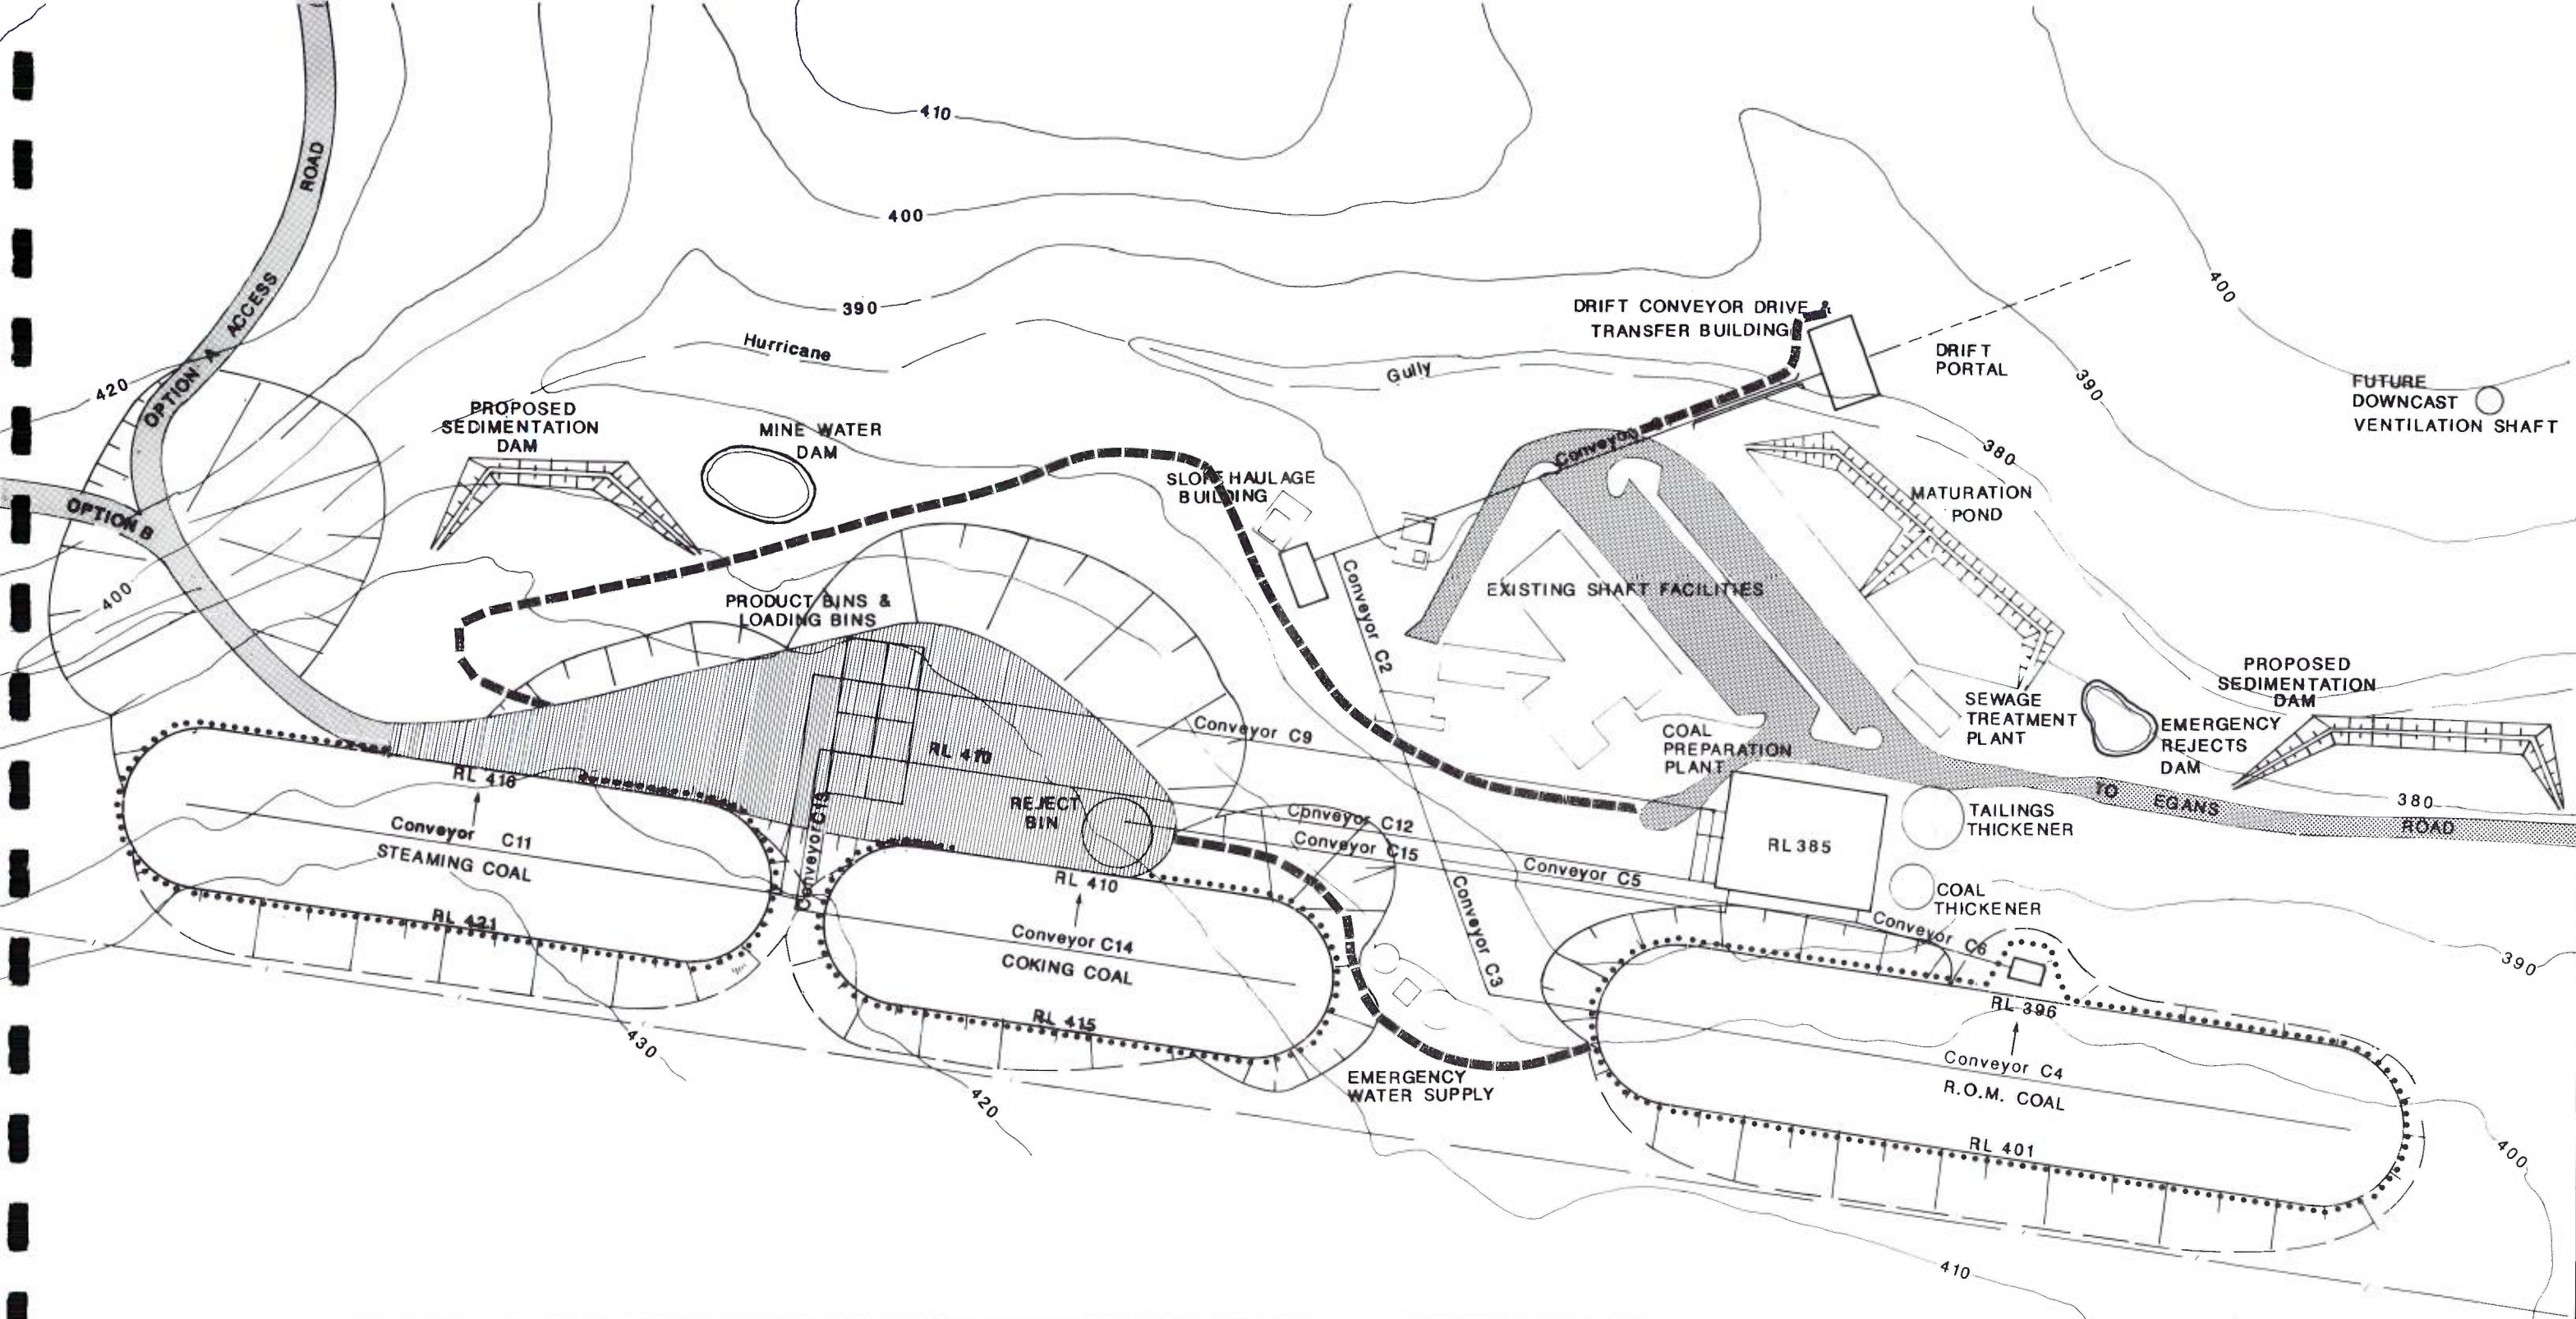 410
400
390
ROAD
ACCESS
OPTION A
420
OPTION B
400
Hurricane
Gully
DRIFT CONVEYOR DRIVE &
TRANSFER BUILDING
DRIFT
PORTAL
400
390
380
FUTURE
DOWNCAST
VENTILATION SHAFT
PROPOSED
SEDIMENTATION
DAM
MINE WATER
DAM
SLOPE HAULAGE
BUILDING
Conveyor
MATURATION
POND
EXISTING SHAFT FACILITIES
Conveyor C2
PRODUCT BINS &
LOADING BINS
PROPOSED
SEDIMENTATION
DAM
SEWAGE
TREATMENT
PLANT
EMERGENCY
REJECTS
DAM
COAL
PREPARATION
PLANT
Conveyor C9
RL 416
REJECT
BIN
Conveyor C13
Conveyor C12
Conveyor C15
Conveyor C5
RL 385
TAILINGS
THICKENER
TO EGANS
ROAD
380
Conveyor C11
STEAMING COAL
RL 421
RL 410
Conveyor C14
COKING COAL
RL 415
Conveyor C3
COAL
THICKENER
Conveyor C6
390
RL 396
Conveyor C4
R.O.M. COAL
RL 401
EMERGENCY
WATER SUPPLY
430
420
400
410